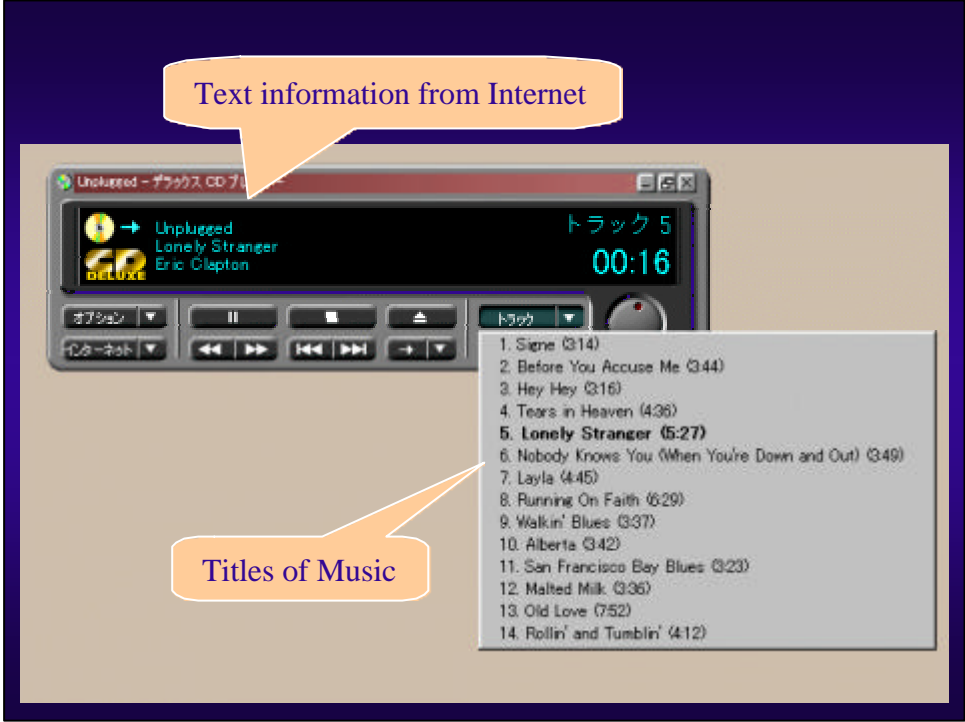 Text information from Internet
Unplugged - デラックス CD プレ
Unplugged
Lonely Stranger
Eric Clapton
トラック 5
00:16
CD
DELUXE
オプション
トラック
インターネット
1. Signe (3:14)
2. Before You Accuse Me (3:44)
3. Hey Hey (3:16)
4. Tears in Heaven (4:36)
5. Lonely Stranger (5:27)
6. Nobody Knows You (When You're Down and Out) (3:49)
7. Layla (4:45)
8. Running On Faith (6:29)
9. Walkin' Blues (3:37)
10. Alberta (3:42)
11. San Francisco Bay Blues (3:23)
12. Malted Milk (3:36)
13. Old Love (7:52)
14. Rollin' and Tumblin' (4:12)
Titles of Music